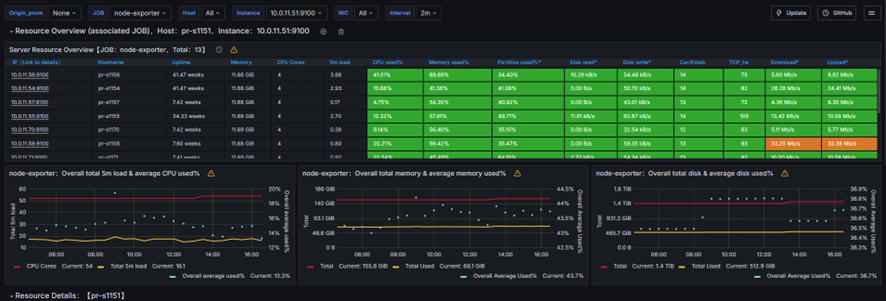 Origin_prom None JOB node-exporter Host All Instance 10.0.11.51:9100 NIC All Interval 2m Update GitHub
Resource Overview (associated JOB), Host: pr-s1151, Instance: 10.0.11.51:9100
Server Resource Overview【JOB: node-exporter, Total: 13】
IP (Link to details) Hostname Uptime Memory CPU Cores 5m load CPU used% Memory used% Partition used%* Disk read* Disk write* CurrEstab TCP_tw Download* Upload*
10.0.11.56:9100 pr-s1156 41.47 weeks 11.68 GiB 4 3.88 41.01% 69.86% 34.40% 10.29 kB/s 54.48 kB/s 14 75 5.60 Mb/s 8.82 Mb/s
10.0.11.54:9100 pr-s1154 41.47 weeks 11.68 GiB 4 2.93 10.88% 41.36% 41.08% 0.00 B/s 50.70 kB/s 14 82 26.28 Mb/s 24.41 Mb/s
10.0.11.57:9100 pr-s1157 7.42 weeks 11.68 GiB 4 0.17 4.75% 54.35% 40.92% 0.00 B/s 43.01 kB/s 13 72 4.36 Mb/s 8.30 Mb/s
10.0.11.55:9100 pr-s1155 34.33 weeks 11.68 GiB 4 2.70 12.22% 57.91% 49.71% 11.61 kB/s 62.67 kB/s 14 105 13.42 Mb/s 10.58 Mb/s
10.0.11.70:9100 pr-s1170 7.42 weeks 11.68 GiB 4 0.38 9.14% 56.40% 35.15% 0.00 B/s 32.54 kB/s 12 63 5.11 Mb/s 5.77 Mb/s
10.0.11.58:9100 pr-s1158 7.60 weeks 11.68 GiB 4 0.80 20.21% 59.42% 35.47% 0.00 B/s 59.35 kB/s 13 93 33.25 Mb/s 32.38 Mb/s
10.0.11.71:9100 pr-s1171 7.42 weeks 11.68 GiB 4
node-exporter: Overall total 5m load & average CPU used%
60 50 40 30 20 10
Total 5m load
20% 18% 16% 14% 12%
Overall average used%
06:00 08:00 10:00 12:00 14:00 16:00
CPU Cores Current: 54 Total 5m load Current: 16.1
Overall average used% Current: 13.3%
node-exporter: Overall total memory & average memory used%
186 GiB 140 GiB 93.1 GiB 46.6 GiB 0 B
Total
44.5% 44.0% 43.5% 43.0% 42.5%
Overall Average Used%
06:00 08:00 10:00 12:00 14:00 16:00
Total Current: 155.8 GiB Total Used Current: 68.1 GiB
Overall Average Used% Current: 43.7%
node-exporter: Overall total disk & average disk used%
1.8 TiB 1.4 TiB 931.3 GiB 465.7 GiB 0 B
Total
36.9% 36.8% 36.7% 36.6% 36.5% 36.4% 36.3%
Overall Average Used%
06:00 08:00 10:00 12:00 14:00 16:00
Total Current: 1.4 TiB Total Used Current: 512.9 GiB
Overall Average Used% Current: 36.7%
Resource Details: 【pr-s1151】